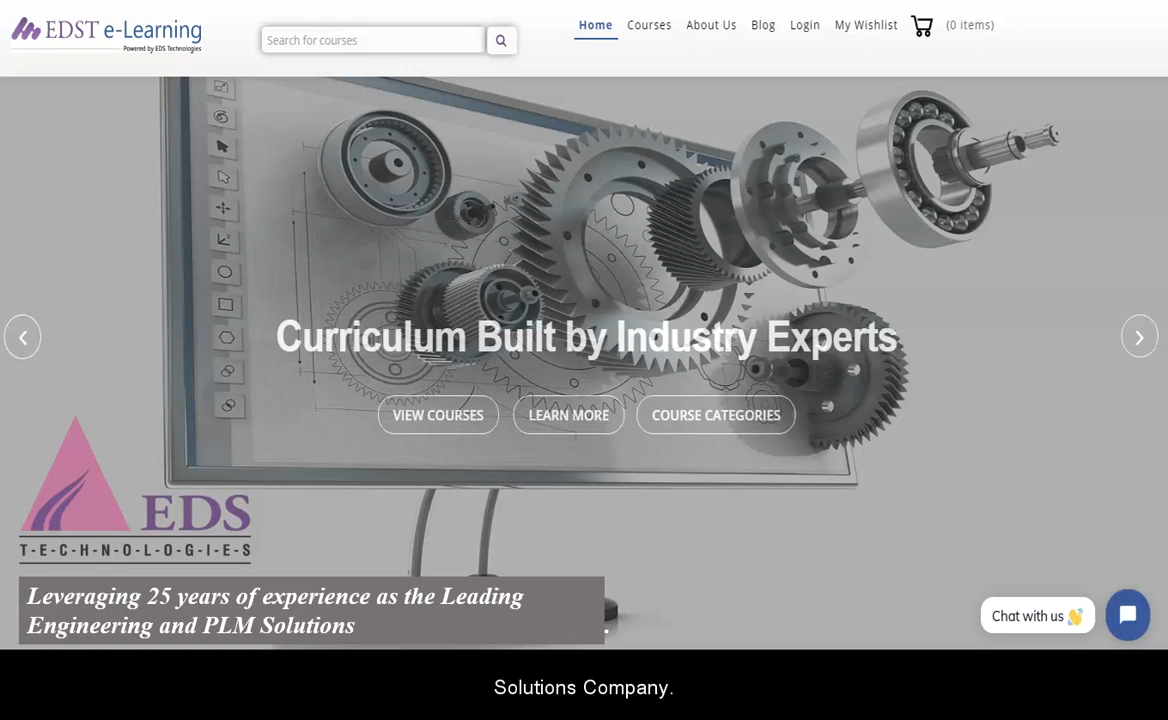 EDST e-Learning
Powered by EDS Technologies
Search for courses
Home Courses About Us Blog Login My Wishlist (0 items)
Curriculum Built by Industry Experts
VIEW COURSES LEARN MORE COURSE CATEGORIES
EDS
T-E-C-H-N-O-L-O-G-I-E-S
Leveraging 25 years of experience as the Leading
Engineering and PLM Solutions
.
Chat with us 👋
Solutions Company.